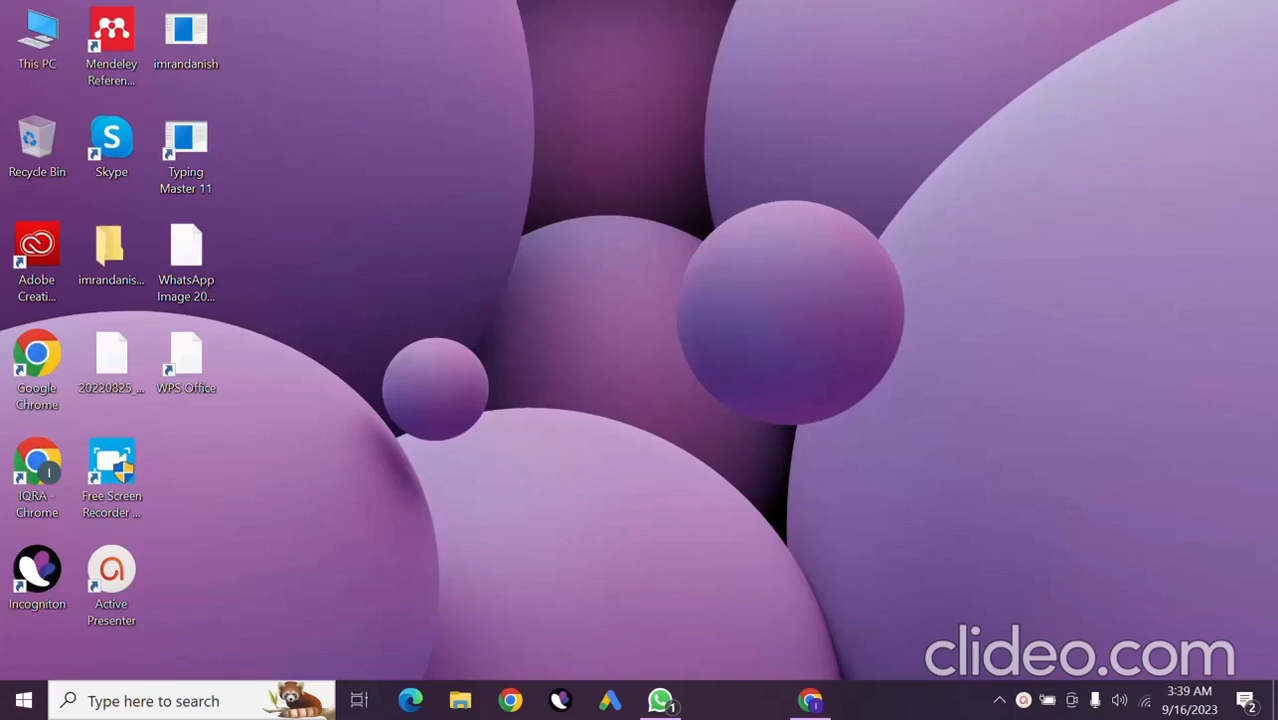 This PC
Mendeley
Referen...
imrandanish
Recycle Bin
S
Skype
Typing
Master 11
Adobe
Creati...
imrandanis...
WhatsApp
Image 20...
Google
Chrome
20220825_...
WPS Office
I
IQRA -
Chrome
Free Screen
Recorder ...
Incogniton
Active
Presenter
clideo.com
Type here to search
1
I
3:39 AM
9/16/2023
2